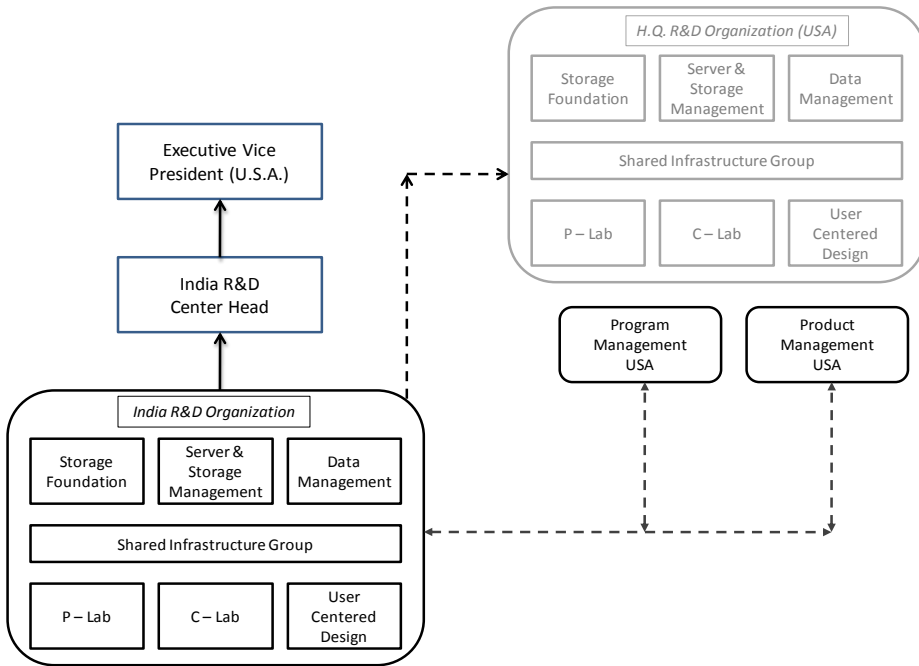 H.Q. R&D Organization (USA)
Storage
Foundation
Server &
Storage
Management
Data
Management
Shared Infrastructure Group
P – Lab
C – Lab
User
Centered
Design
Executive Vice
President (U.S.A.)
India R&D
Center Head
Program
Management
USA
Product
Management
USA
India R&D Organization
Storage
Foundation
Server &
Storage
Management
Data
Management
Shared Infrastructure Group
P – Lab
C – Lab
User
Centered
Design